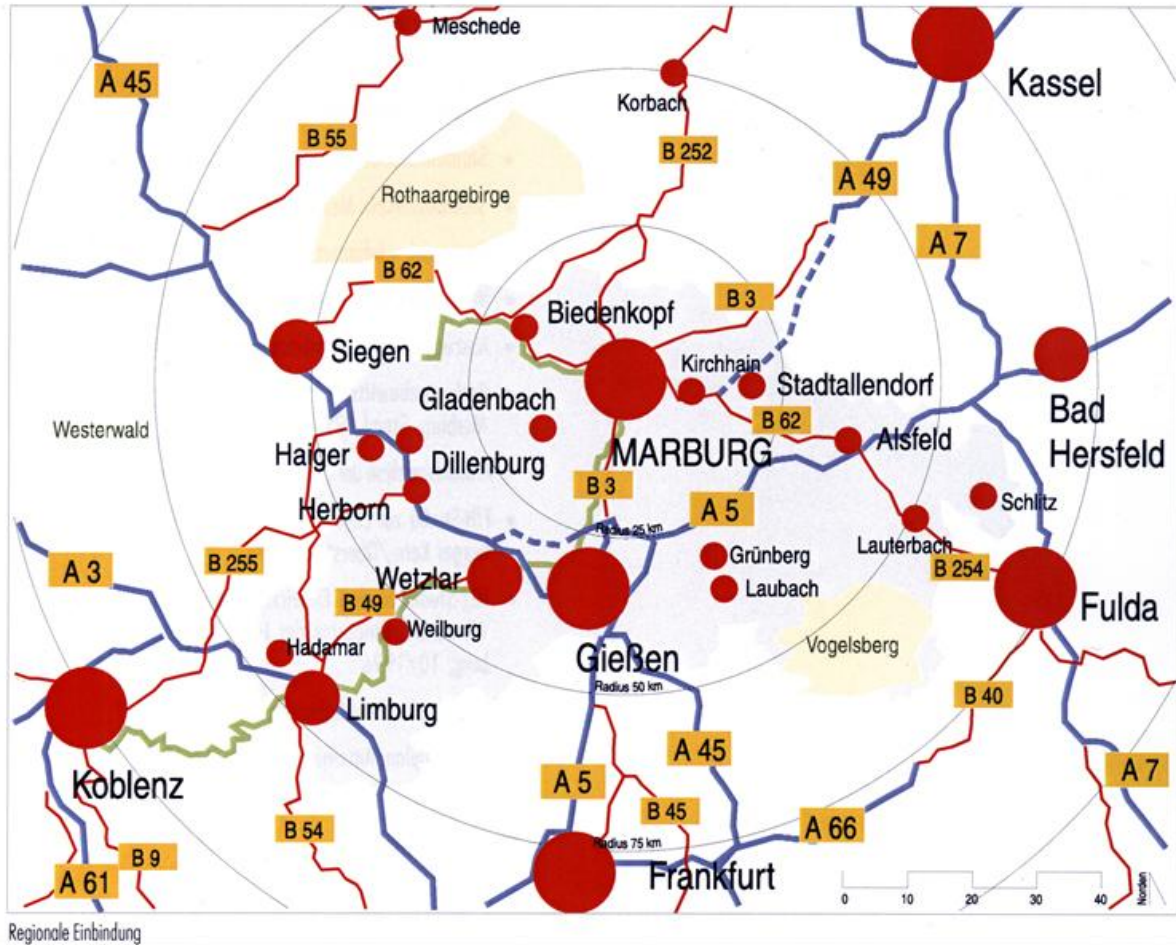 Meschede
Kassel
A 45
Korbach
B 55
B 252
A 49
Rothaargebirge
A 7
B 62
B 3
Biedenkopf
Siegen
Kirchhain
Stadtallendorf
Gladenbach
B 62
Bad
Hersfeld
Westerwald
Haiger
Dillenburg
MARBURG
Alsfeld
Herborn
B 3
A 5
Schlitz
Radius 25 km
Lauterbach
Grünberg
A 3
B 255
Wetzlar
B 254
Laubach
B 49
Fulda
Weilburg
Hadamar
Gießen
Vogelsberg
Radius 50 km
B 40
Limburg
A 45
A 7
Koblenz
A 5
B 45
A 66
B 54
Radius 75 km
B 9
A 61
Frankfurt
0 10 20 30 40
Norden
Regionale Einbindung